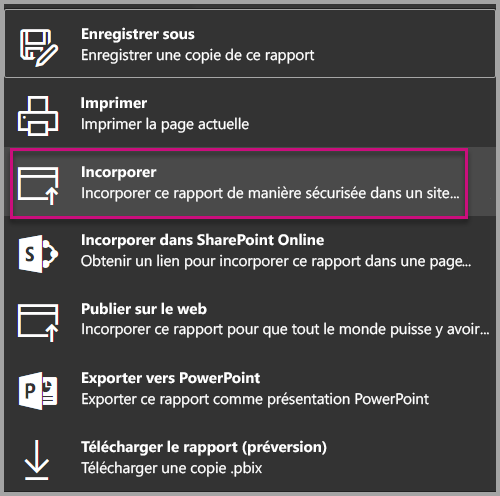 Enregistrer sous
Enregistrer une copie de ce rapport
Imprimer
Imprimer la page actuelle
Incorporer
Incorporer ce rapport de manière sécurisée dans un site...
Incorporer dans SharePoint Online
Obtenir un lien pour incorporer ce rapport dans une page...
Publier sur le web
Incorporer ce rapport pour que tout le monde puisse y avoir...
Exporter vers PowerPoint
Exporter ce rapport comme présentation PowerPoint
Télécharger le rapport (préversion)
Télécharger une copie .pbix